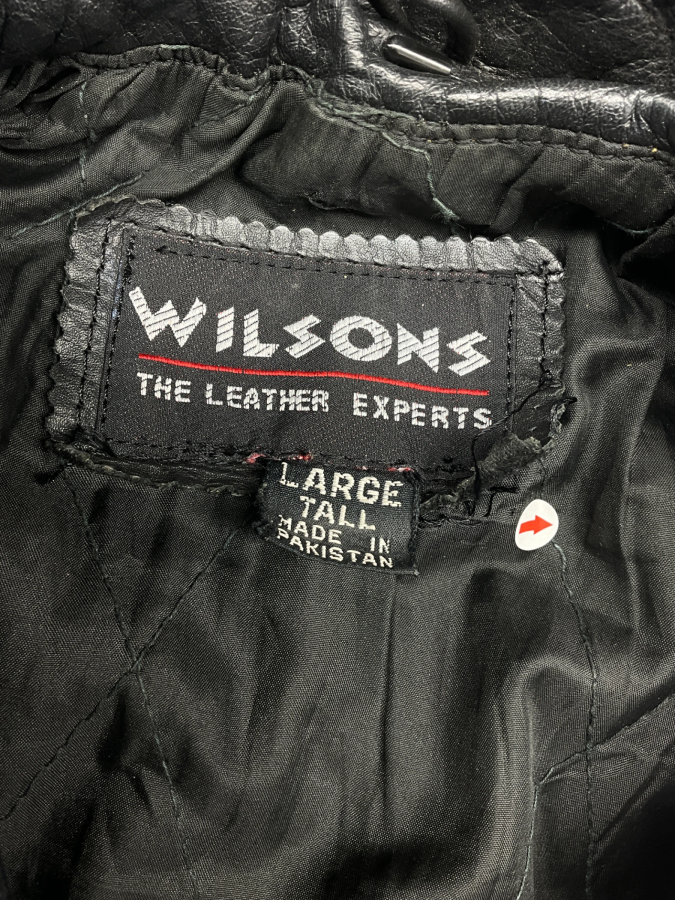 WILSONS
THE LEATHER EXPERTS
LARGE
TALL
MADE IN
PAKISTAN